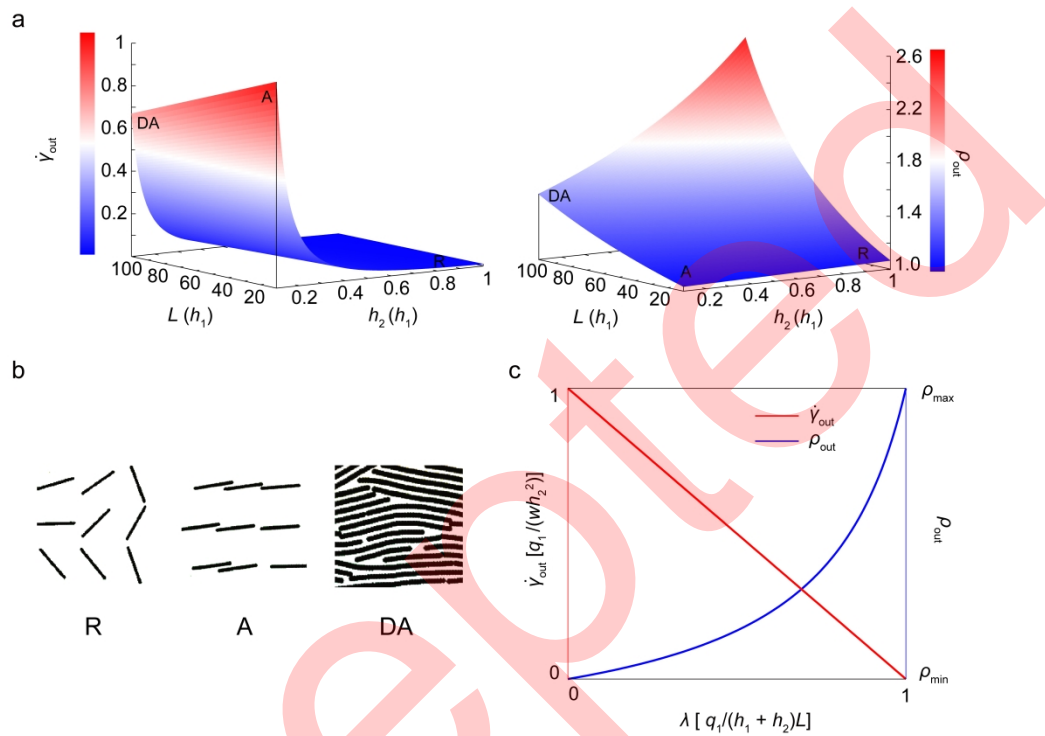 a
γ̇out
1
0.8
0.6
0.4
0.2
DA
A
R
100
80
60
40
20
L (h1)
0.2
0.4
0.6
0.8
1
h2 (h1)
DA
A
R
100
80
60
40
20
L (h1)
0.2
0.4
0.6
0.8
1
h2 (h1)
2.6
2.2
1.8
1.4
1.0
ρout
b
R
A
DA
c
γ̇out [q1/(wh2²)]
1
0
γ̇out
ρout
ρmax
ρout
ρmin
0
1
λ [ q1/(h1 + h2)L]
epted